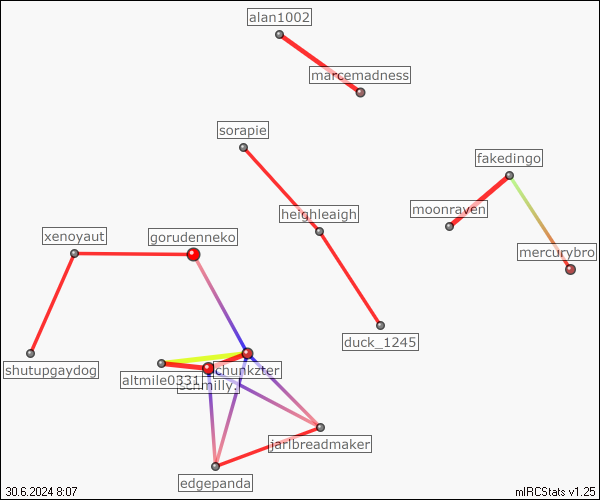 alan1002
marcemadness
sorapie
fakedingo
heighleaigh
moonraven
xenoyaut
gorudenneko
mercurybro
duck_1245
shutupgaydog
chunkzter
altmile0331
schmilly.
jarlbreadmaker
edgepanda
30.6.2024 8:07
mIRCStats v1.25